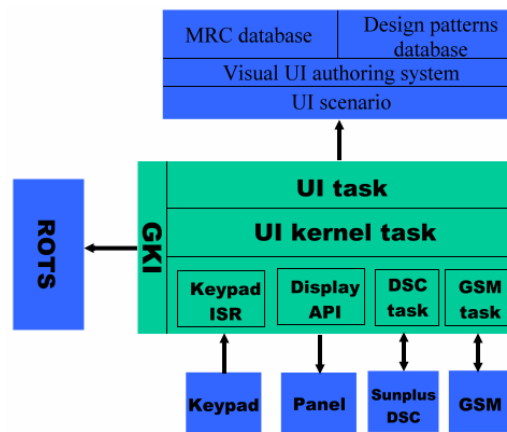 MRC database
Design patterns
database
Visual UI authoring system
UI scenario
ROTS
GKI
UI task
UI kernel task
Keypad
ISR
Display
API
DSC
task
GSM
task
Keypad
Panel
Sunplus
DSC
GSM